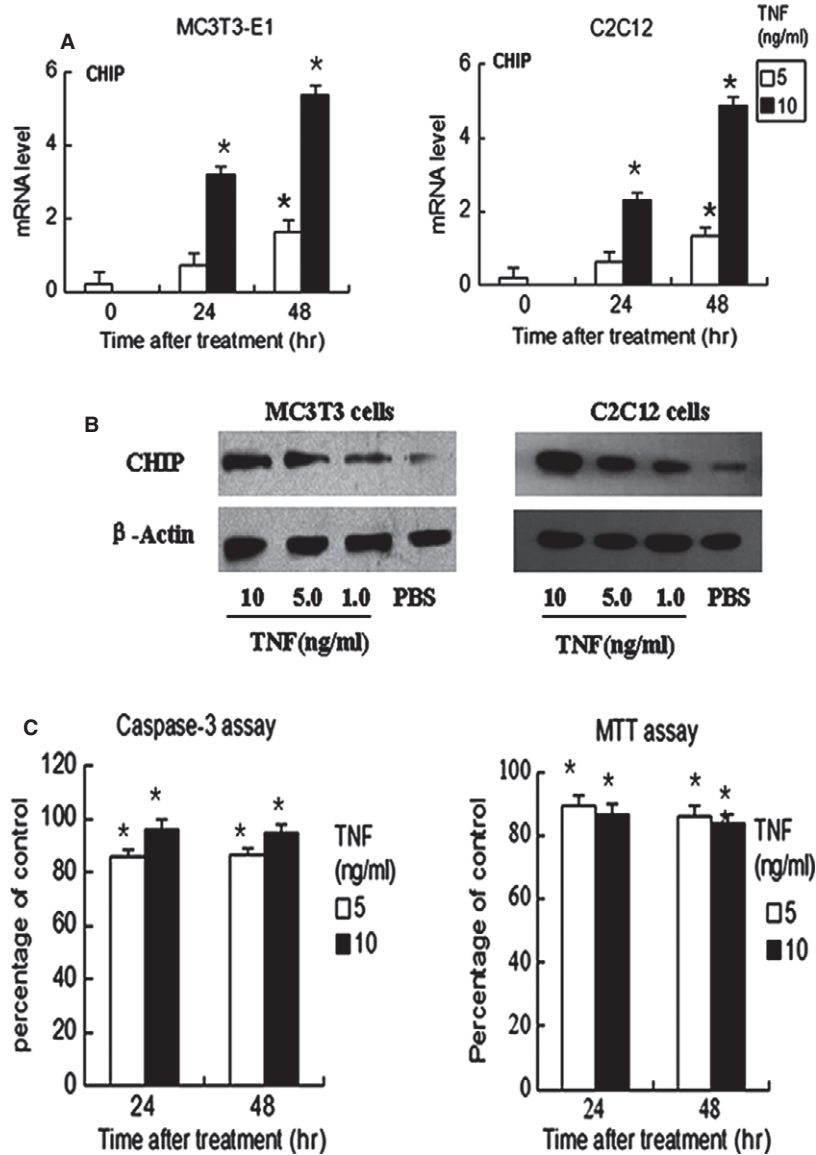 A
MC3T3-E1
CHIP
mRNA level
6
4
2
0
*
*
*
0 24 48
Time after treatment (hr)
C2C12
CHIP
mRNA level
6
4
2
0
*
*
*
0 24 48
Time after treatment (hr)
TNF
(ng/ml)
5
10
B
MC3T3 cells
C2C12 cells
CHIP
β-Actin
10 5.0 1.0 PBS
TNF(ng/ml)
10 5.0 1.0 PBS
TNF(ng/ml)
C
Caspase-3 assay
percentage of control
120
100
80
60
40
20
0
* * * *
24 48
Time after treatment (hr)
TNF
(ng/ml)
5
10
MTT assay
Percentage of control
100
80
60
40
20
0
* * * *
*
24 48
Time after treatment (hr)
TNF
(ng/ml)
5
10